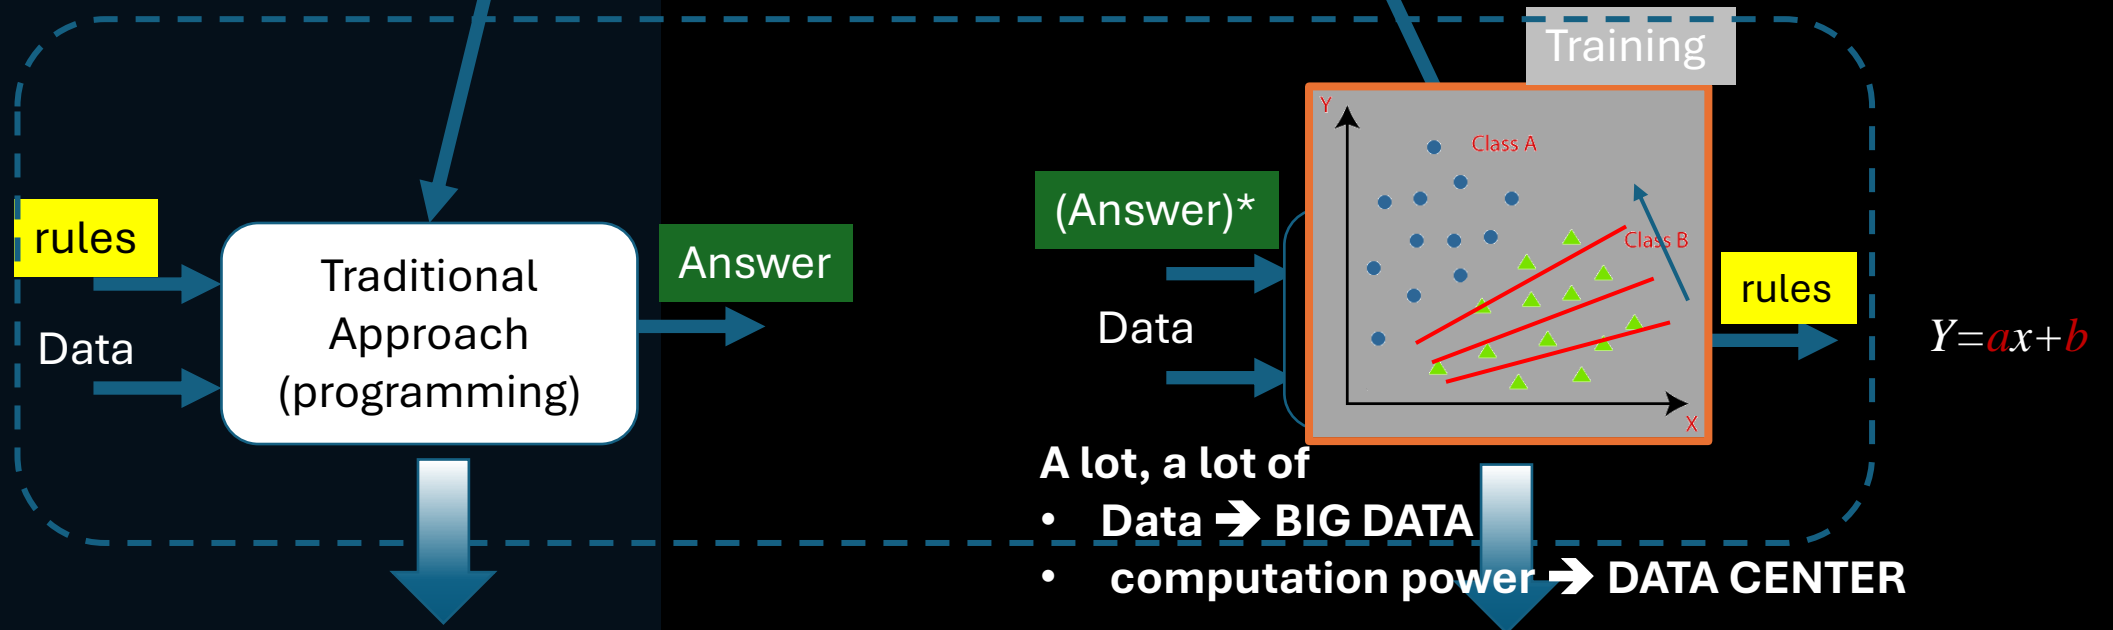 rules
Data
Traditional
Approach
(programming)
Answer
(Answer)*
Data
Training
Y
Class A
Class B
X
rules
Y=ax+b
A lot, a lot of
• Data ➔ BIG DATA
• computation power ➔ DATA CENTER